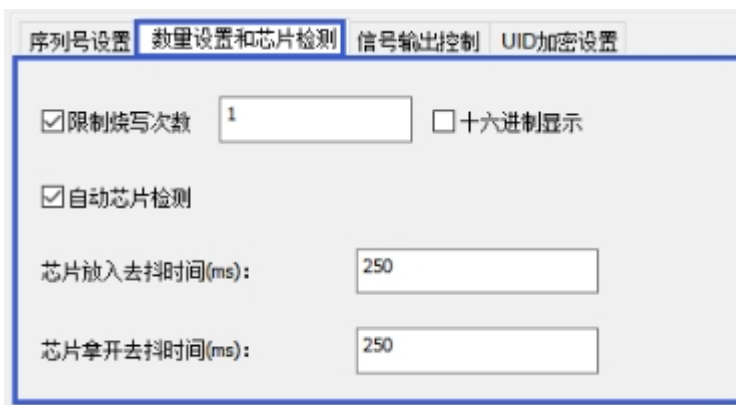 序列号设置 数量设置和芯片检测 信号输出控制 UID加密设置
限制烧写次数 1 十六进制显示
自动芯片检测
芯片放入去抖时间(ms): 250
芯片拿开去抖时间(ms): 250